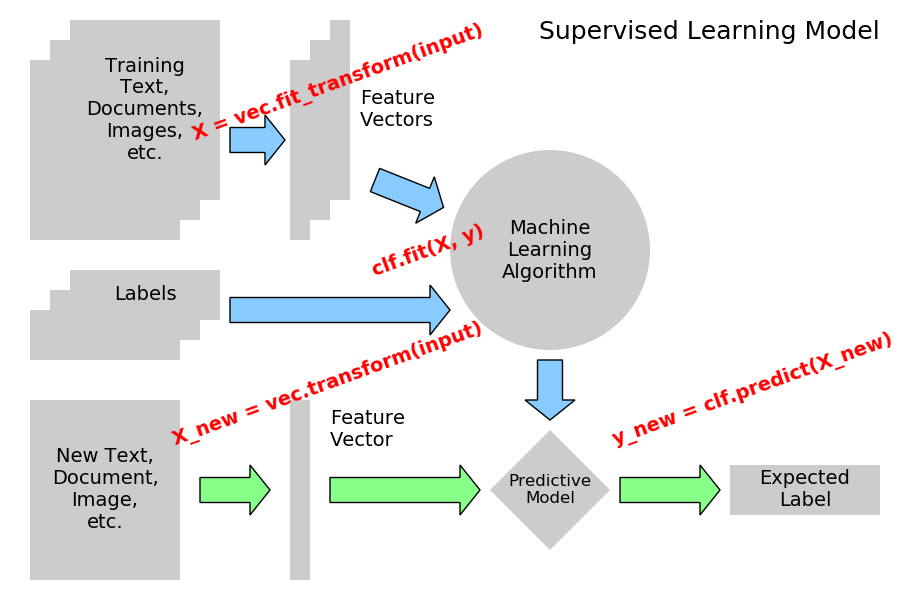 Supervised Learning Model
Training
Text,
Documents,
Images,
etc.
X = vec.fit_transform(input)
Feature
Vectors
Machine
Learning
Algorithm
clf.fit(X, y)
Labels
X_new = vec.transform(input)
y_new = clf.predict(X_new)
New Text,
Document,
Image,
etc.
Feature
Vector
Predictive
Model
Expected
Label